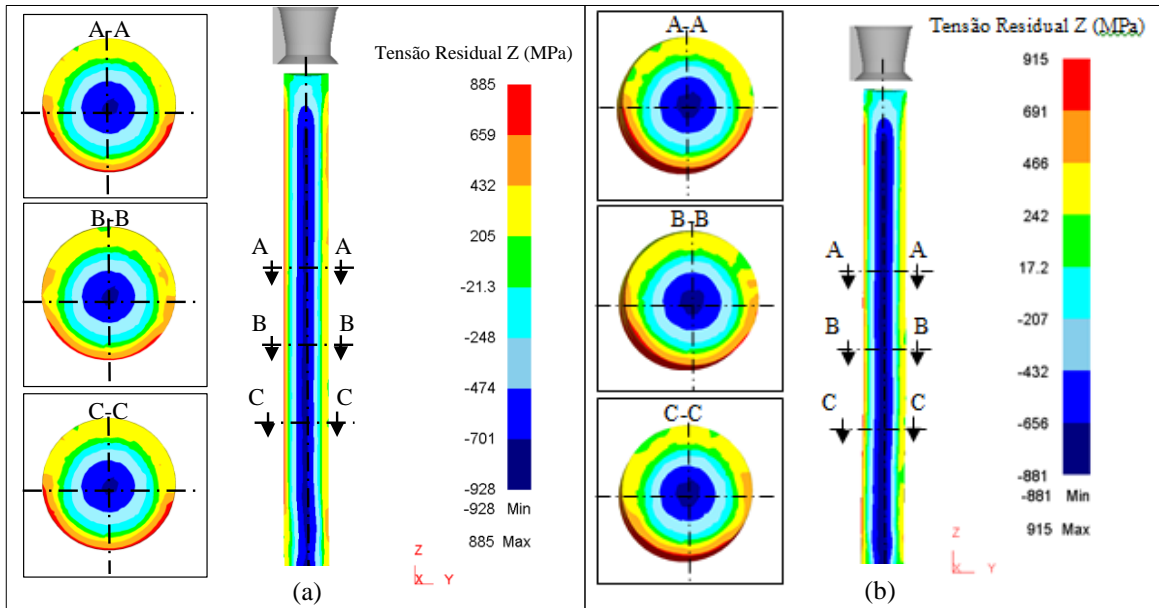 A-A
B-B
C-C
A A
B B
C C
Tensão Residual Z (MPa)
885
659
432
205
-21.3
-248
-474
-701
-928
-928 Min
885 Max
Z
X Y
(a)
A-A
B-B
C-C
A A
B B
C C
Tensão Residual Z (MPa)
915
691
466
242
17.2
-207
-432
-656
-881
-881 Min
915 Max
Z
X Y
(b)